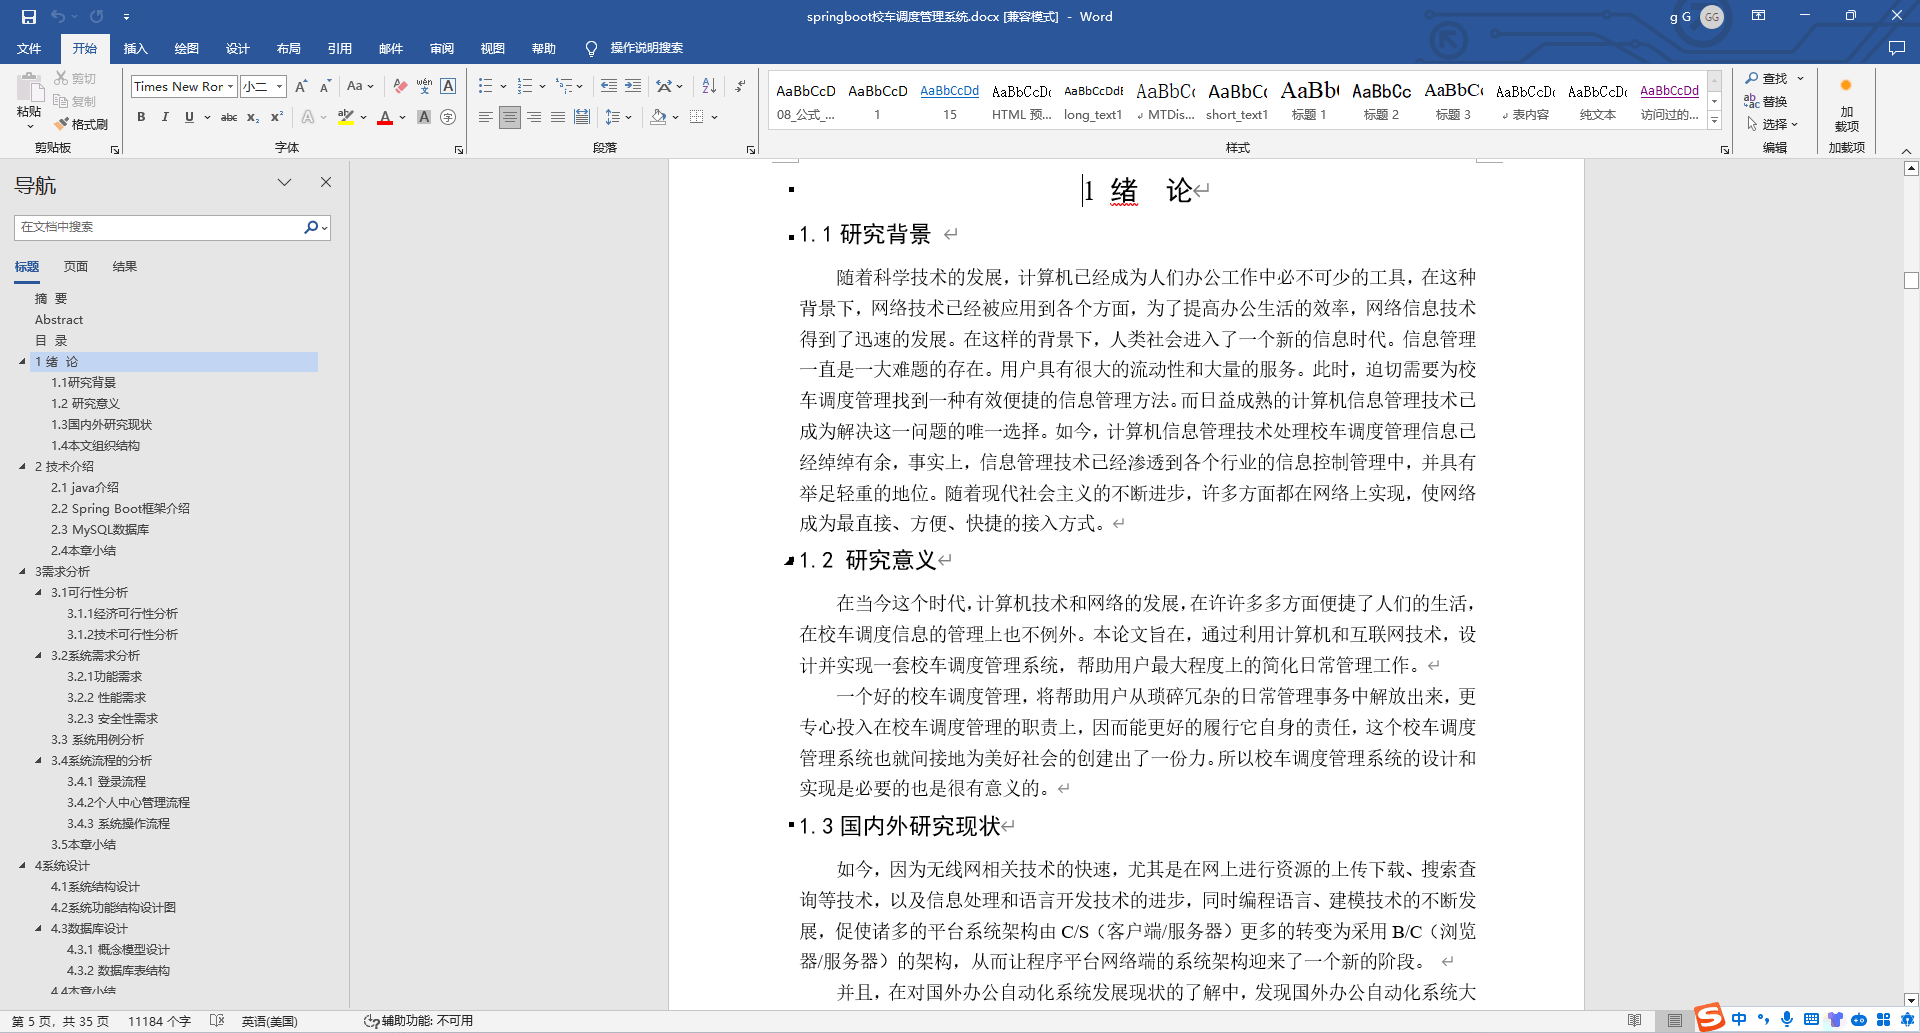 springboot校车调度管理系统.docx [兼容模式] - Word
g G
GG
文件 开始 插入 绘图 设计 布局 引用 邮件 审阅 视图 帮助 操作说明搜索
粘贴
剪切
复制
格式刷
剪贴板
Times New Ror
小二
字体
段落
AaBbCcD AaBbCcD AaBbCcDd AaBbCcDc AaBbCcDdE AaBbCc AaBbCc AaBb AaBbCc AaBbCc AaBbCcDc AaBbCcDc AaBbCcDd
08_公式_... 1 15 HTML 预... long_text1 MTDis... short_text1 标题 1 标题 2 标题 3 表内容 纯文本 访问过的...
样式
查找
替换
选择
编辑
加
载项
加载项
导航
在文档中搜索
标题 页面 结果
摘 要
Abstract
目 录
1 绪 论
1.1研究背景
1.2 研究意义
1.3国内外研究现状
1.4本文组织结构
2 技术介绍
2.1 java介绍
2.2 Spring Boot框架介绍
2.3 MySQL数据库
2.4本章小结
3需求分析
3.1可行性分析
3.1.1经济可行性分析
3.1.2技术可行性分析
3.2系统需求分析
3.2.1功能需求
3.2.2 性能需求
3.2.3 安全性需求
3.3 系统用例分析
3.4系统流程的分析
3.4.1 登录流程
3.4.2个人中心管理流程
3.4.3 系统操作流程
3.5本章小结
4系统设计
4.1系统结构设计
4.2系统功能结构设计图
4.3数据库设计
4.3.1 概念模型设计
4.3.2 数据库表结构
4.4本章小结
1 绪 论
1.1 研究背景
随着科学技术的发展，计算机已经成为人们办公工作中必不可少的工具，在这种
背景下，网络技术已经被应用到各个方面，为了提高办公生活的效率，网络信息技术
得到了迅速的发展。在这样的背景下，人类社会进入了一个新的信息时代。信息管理
一直是一大难题的存在。用户具有很大的流动性和大量的服务。此时，迫切需要为校
车调度管理找到一种有效便捷的信息管理方法。而日益成熟的计算机信息管理技术已
成为解决这一问题的唯一选择。如今，计算机信息管理技术处理校车调度管理信息已
经绰绰有余，事实上，信息管理技术已经渗透到各个行业的信息控制管理中，并具有
举足轻重的地位。随着现代社会主义的不断进步，许多方面都在网络上实现，使网络
成为最直接、方便、快捷的接入方式。
1.2 研究意义
在当今这个时代，计算机技术和网络的发展，在许许多多方面便捷了人们的生活，
在校车调度信息的管理上也不例外。本论文旨在，通过利用计算机和互联网技术，设
计并实现一套校车调度管理系统，帮助用户最大程度上的简化日常管理工作。
一个好的校车调度管理，将帮助用户从琐碎冗杂的日常管理事务中解放出来，更
专心投入在校车调度管理的职责上，因而能更好的履行它自身的责任，这个校车调度
管理系统也就间接地为美好社会的创建出了一份力。所以校车调度管理系统的设计和
实现是必要的也是很有意义的。
1.3 国内外研究现状
如今，因为无线网相关技术的快速，尤其是在网上进行资源的上传下载、搜索查
询等技术，以及信息处理和语言开发技术的进步，同时编程语言、建模技术的不断发
展，促使诸多的平台系统架构由 C/S（客户端/服务器）更多的转变为采用 B/C（浏览
器/服务器）的架构，从而让程序平台网络端的系统架构迎来了一个新的阶段。
并且，在对国外办公自动化系统发展现状的了解中，发现国外办公自动化系统大
第 5 页，共 35 页 11184 个字 英语(美国) 辅助功能: 不可用
中